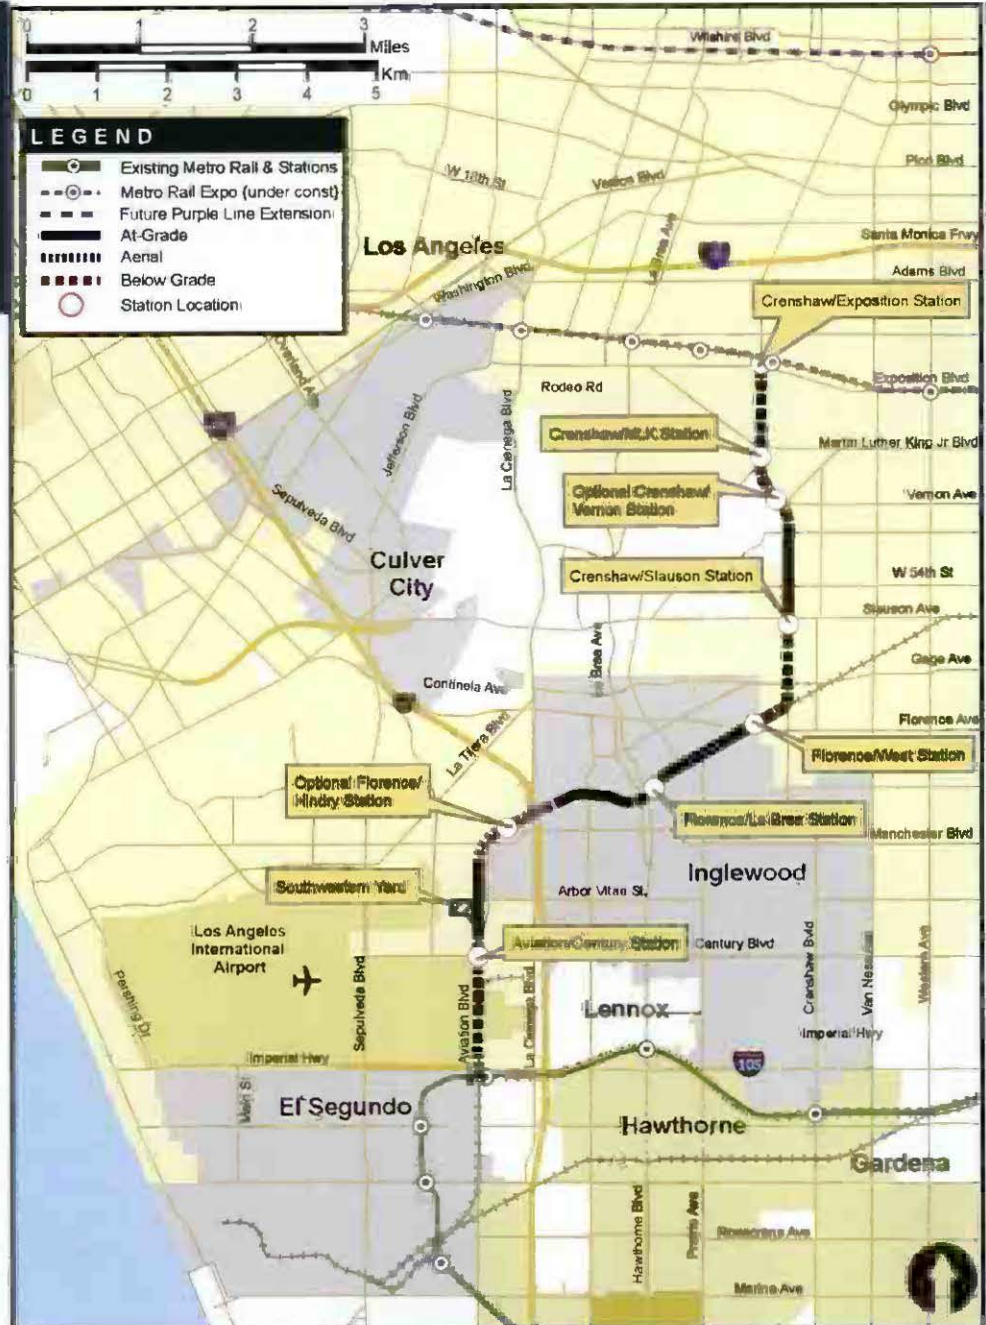 0 1 2 3
Miles
Km
0 1 2 3 4 5
LEGEND
Existing Metro Rail & Stations
Metro Rail Expo (under const)
Future Purple Line Extension
At-Grade
Aerial
Below Grade
Station Location
Wilshire Blvd
Olympic Blvd
Pico Blvd
W 18th St
Venice Blvd
La Brea Ave
Santa Monica Frwy
Los Angeles
Adams Blvd
Washington Blvd
Crenshaw/Exposition Station
Overland Ave
Exposition Blvd
Rodeo Rd
Jefferson Blvd
La Cienega Blvd
Crenshaw/MLK Station
Martin Luther King Jr Blvd
Optional Crenshaw/
Vernon Station
Vernon Ave
Sepulveda Blvd
Culver
City
Crenshaw/Slauson Station
W 54th St
Slauson Ave
La Brea Ave
Gage Ave
Centinela Ave
Florence Ave
La Tijera Blvd
Florence/West Station
Optional Florence/
Hindry Station
Florence/La Brea Station
Manchester Blvd
Inglewood
Southwestern Yard
Arbor Vitae St.
Los Angeles
International
Airport
Aviation/Century Station
Century Blvd
Pershing Dr
Sepulveda Blvd
Aviation Blvd
La Cienega Blvd
Lennox
Crenshaw Blvd
Van Ness
Western Ave
Imperial Hwy
Imperial Hwy
105
Main St
El Segundo
Hawthorne
Gardena
Hawthorne Blvd
Prairie Ave
Rosecrans Ave
Marine Ave